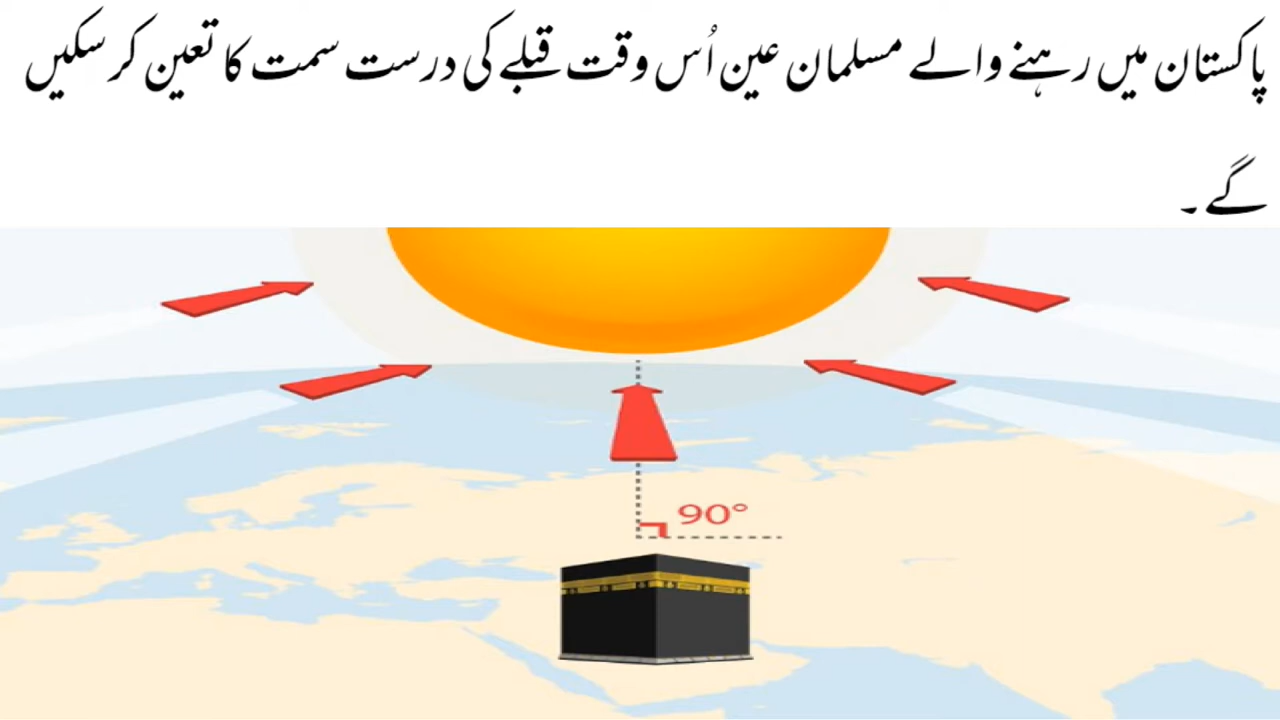 پاکستان میں رہنے والے مسلمان عین اُس وقت قبلے کی درست سمت کا تعین کر سکیں
گے ۔
90°